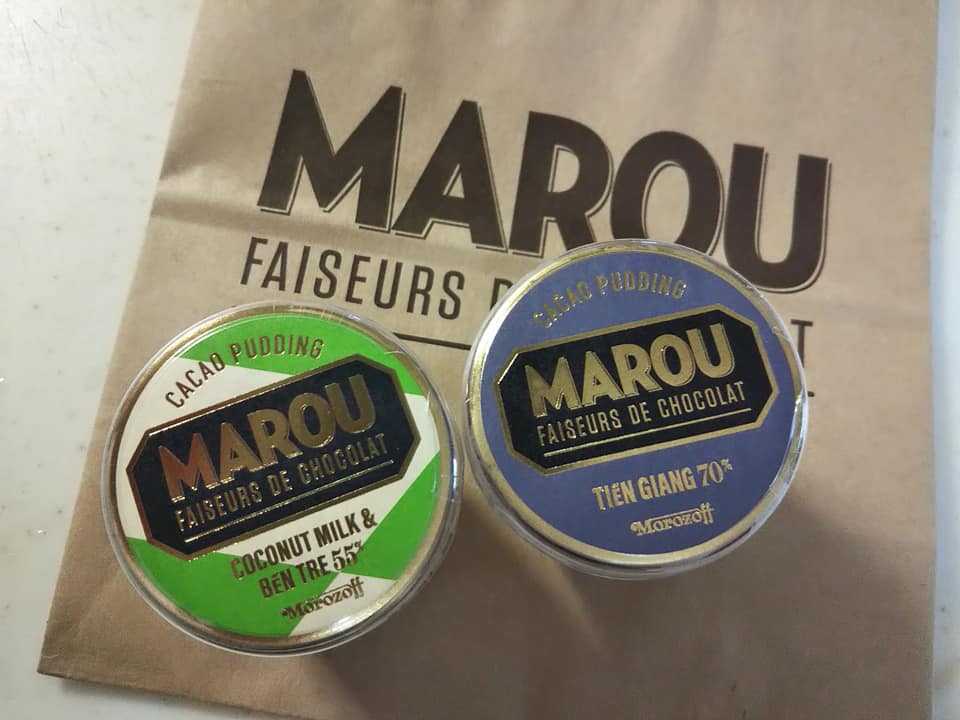 MAROU
FAISEURS
T
CACAO PUDDING
MAROU
FAISEURS DE CHOCOLAT
COCONUT MILK &
BẾN TRE 55%
Morozoff
CACAO PUDDING
MAROU
FAISEURS DE CHOCOLAT
TIỀN GIANG 70%
Morozoff